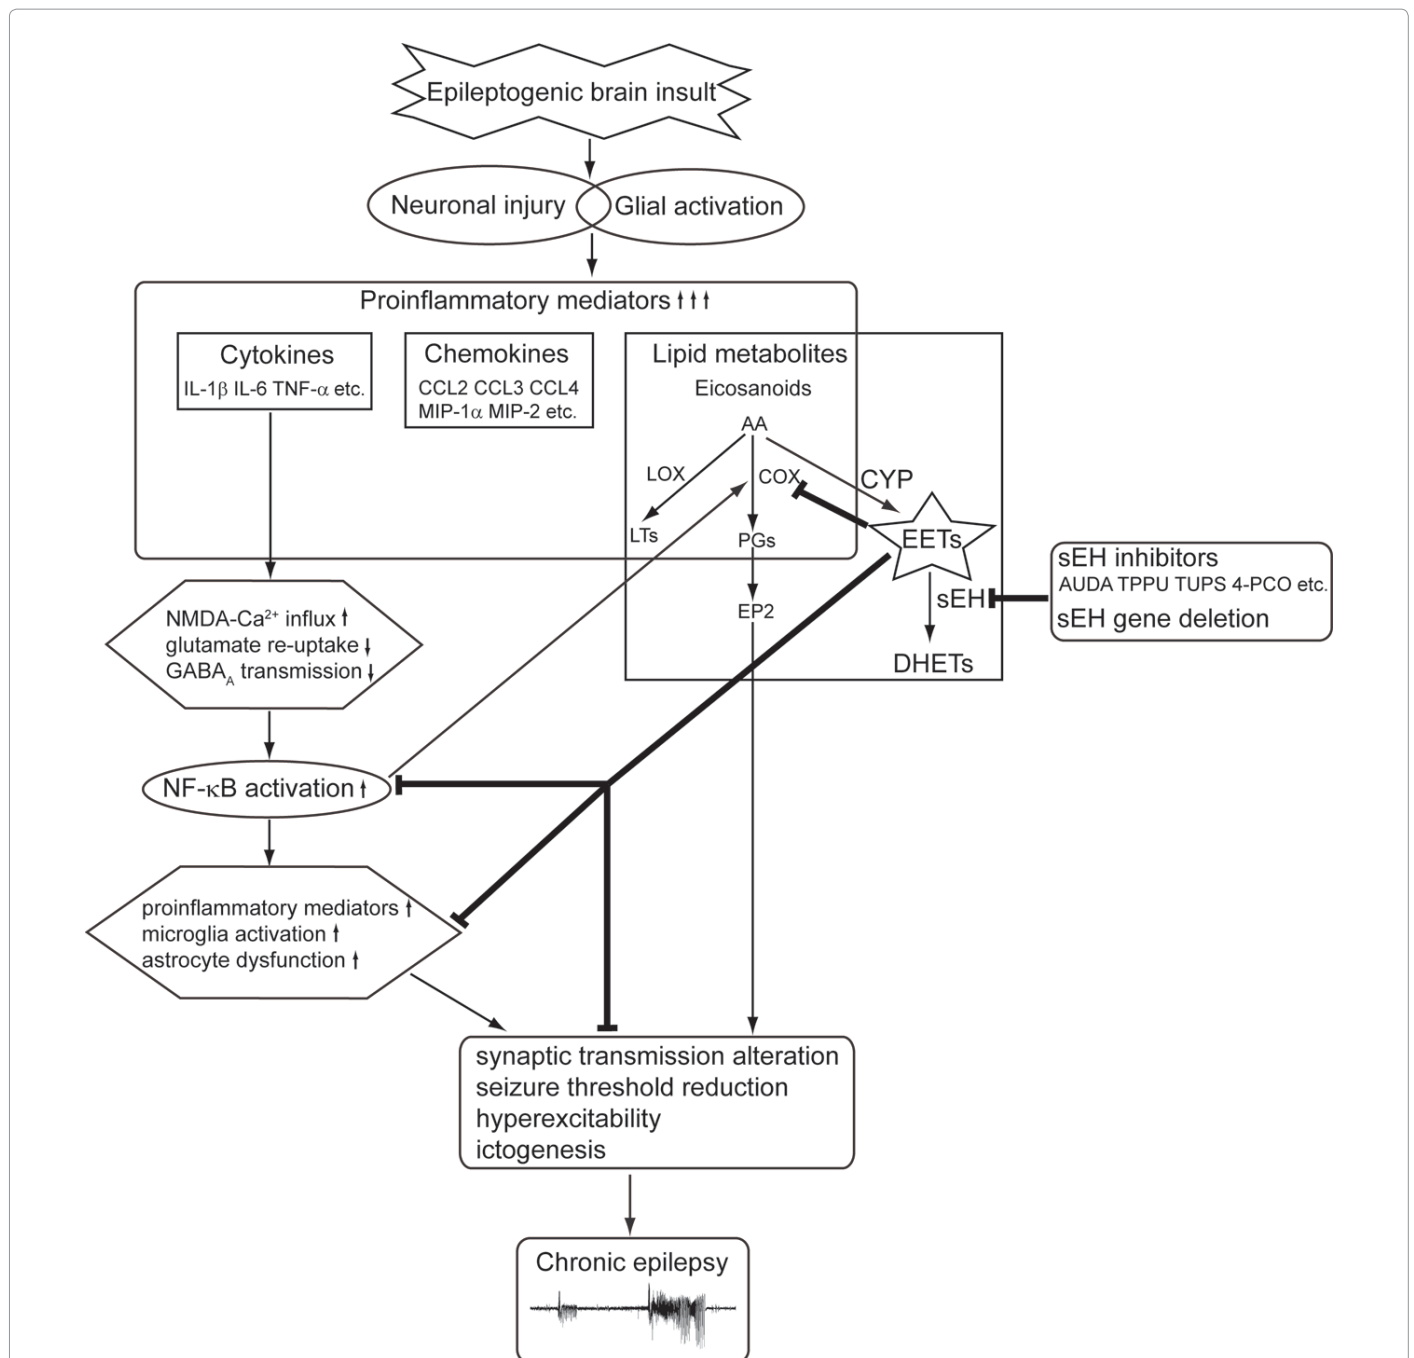 Epileptogenic brain insult
Neuronal injury
Glial activation
Proinflammatory mediators↑↑↑
Cytokines
IL-1β IL-6 TNF-α etc.
Chemokines
CCL2 CCL3 CCL4
MIP-1α MIP-2 etc.
Lipid metabolites
Eicosanoids
AA
LOX
COX
CYP
LTs
PGs
EETs
EP2
sEH
DHETs
sEH inhibitors
AUDA TPPU TUPS 4-PCO etc.
sEH gene deletion
NMDA-Ca²⁺ influx ↑
glutamate re-uptake ↓
GABA_A transmission ↓
NF-κB activation ↑
proinflammatory mediators ↑
microglia activation ↑
astrocyte dysfunction ↑
synaptic transmission alteration
seizure threshold reduction
hyperexcitability
ictogenesis
Chronic epilepsy